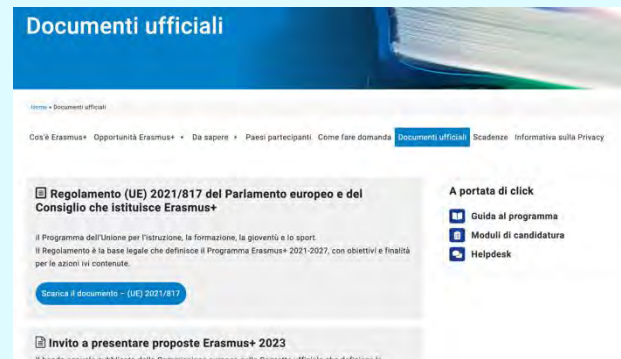 Documenti ufficiali
Home » Documenti ufficiali
Cos'è Erasmus+ Opportunità Erasmus+ Da sapere Paesi partecipanti Come fare domanda Documenti ufficiali Scadenze Informativa sulla Privacy
Regolamento (UE) 2021/817 del Parlamento europeo e del
Consiglio che istituisce Erasmus+
il Programma dell'Unione per l'istruzione, la formazione, la gioventù e lo sport.
Il Regolamento è la base legale che definisce il Programma Erasmus+ 2021-2027, con obiettivi e finalità
per le azioni ivi contenute.
Scarica il documento – (UE) 2021/817
A portata di click
Guida al programma
Moduli di candidatura
Helpdesk
Invito a presentare proposte Erasmus+ 2023